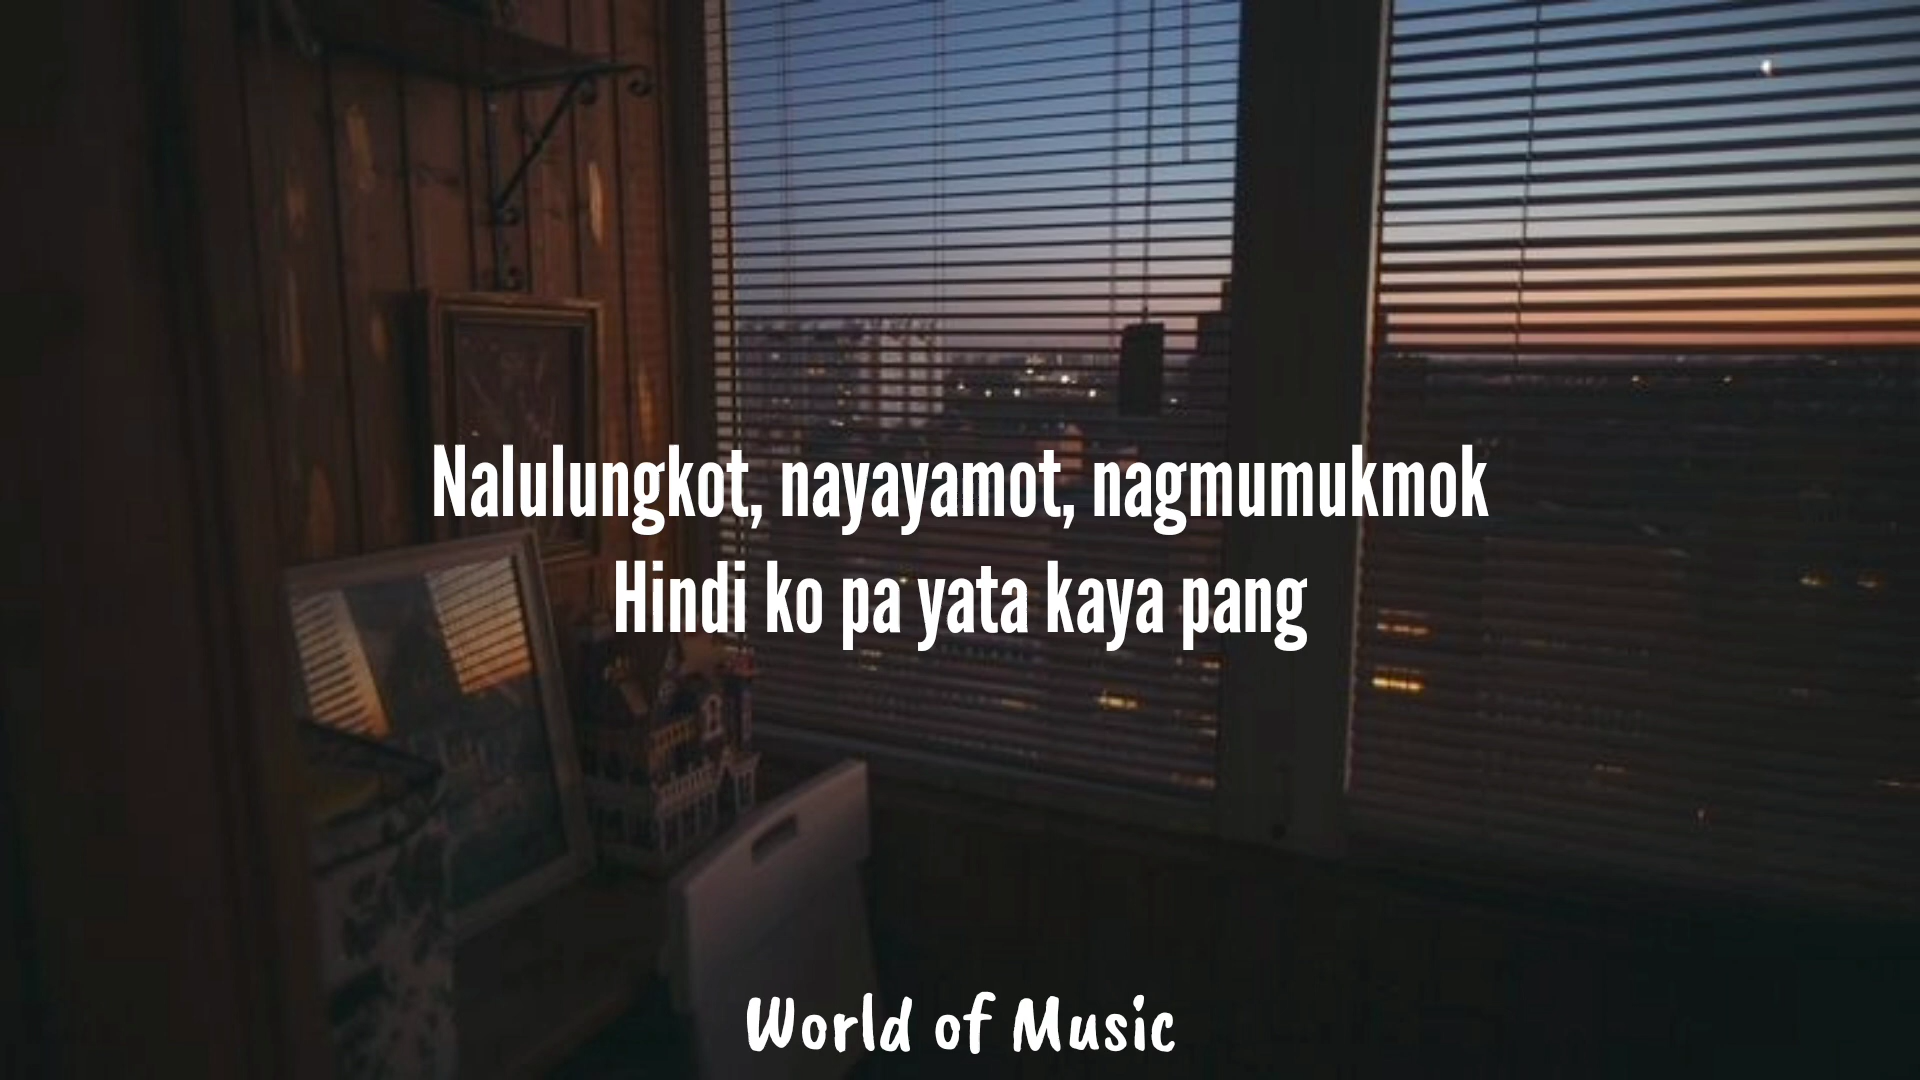 Nalulungkot, nayayamot, nagmumukmok
Hindi ko pa yata kaya pang
World of Music